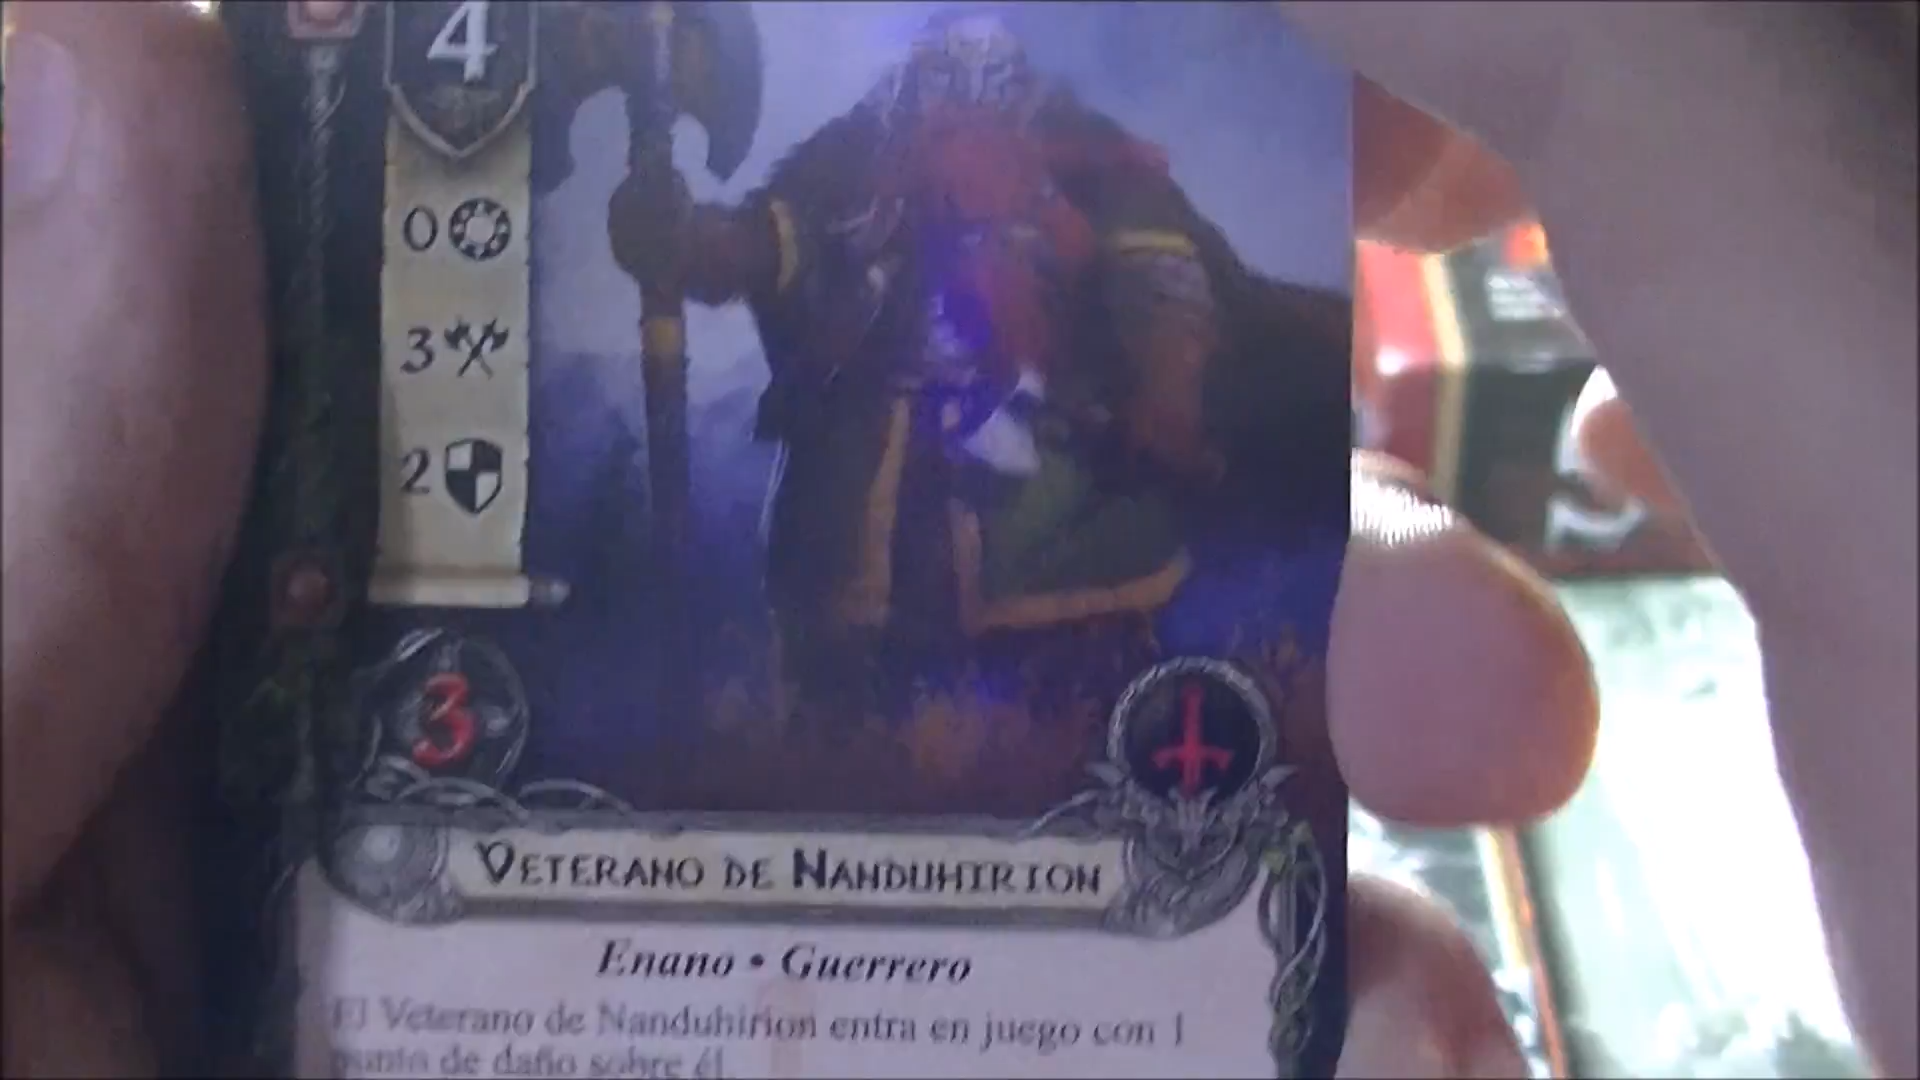 4
0
3
2
3
Veterano de Nanduhirion
Enano • Guerrero
El Veterano de Nanduhirion entra en juego con 1
punto de daño sobre él.